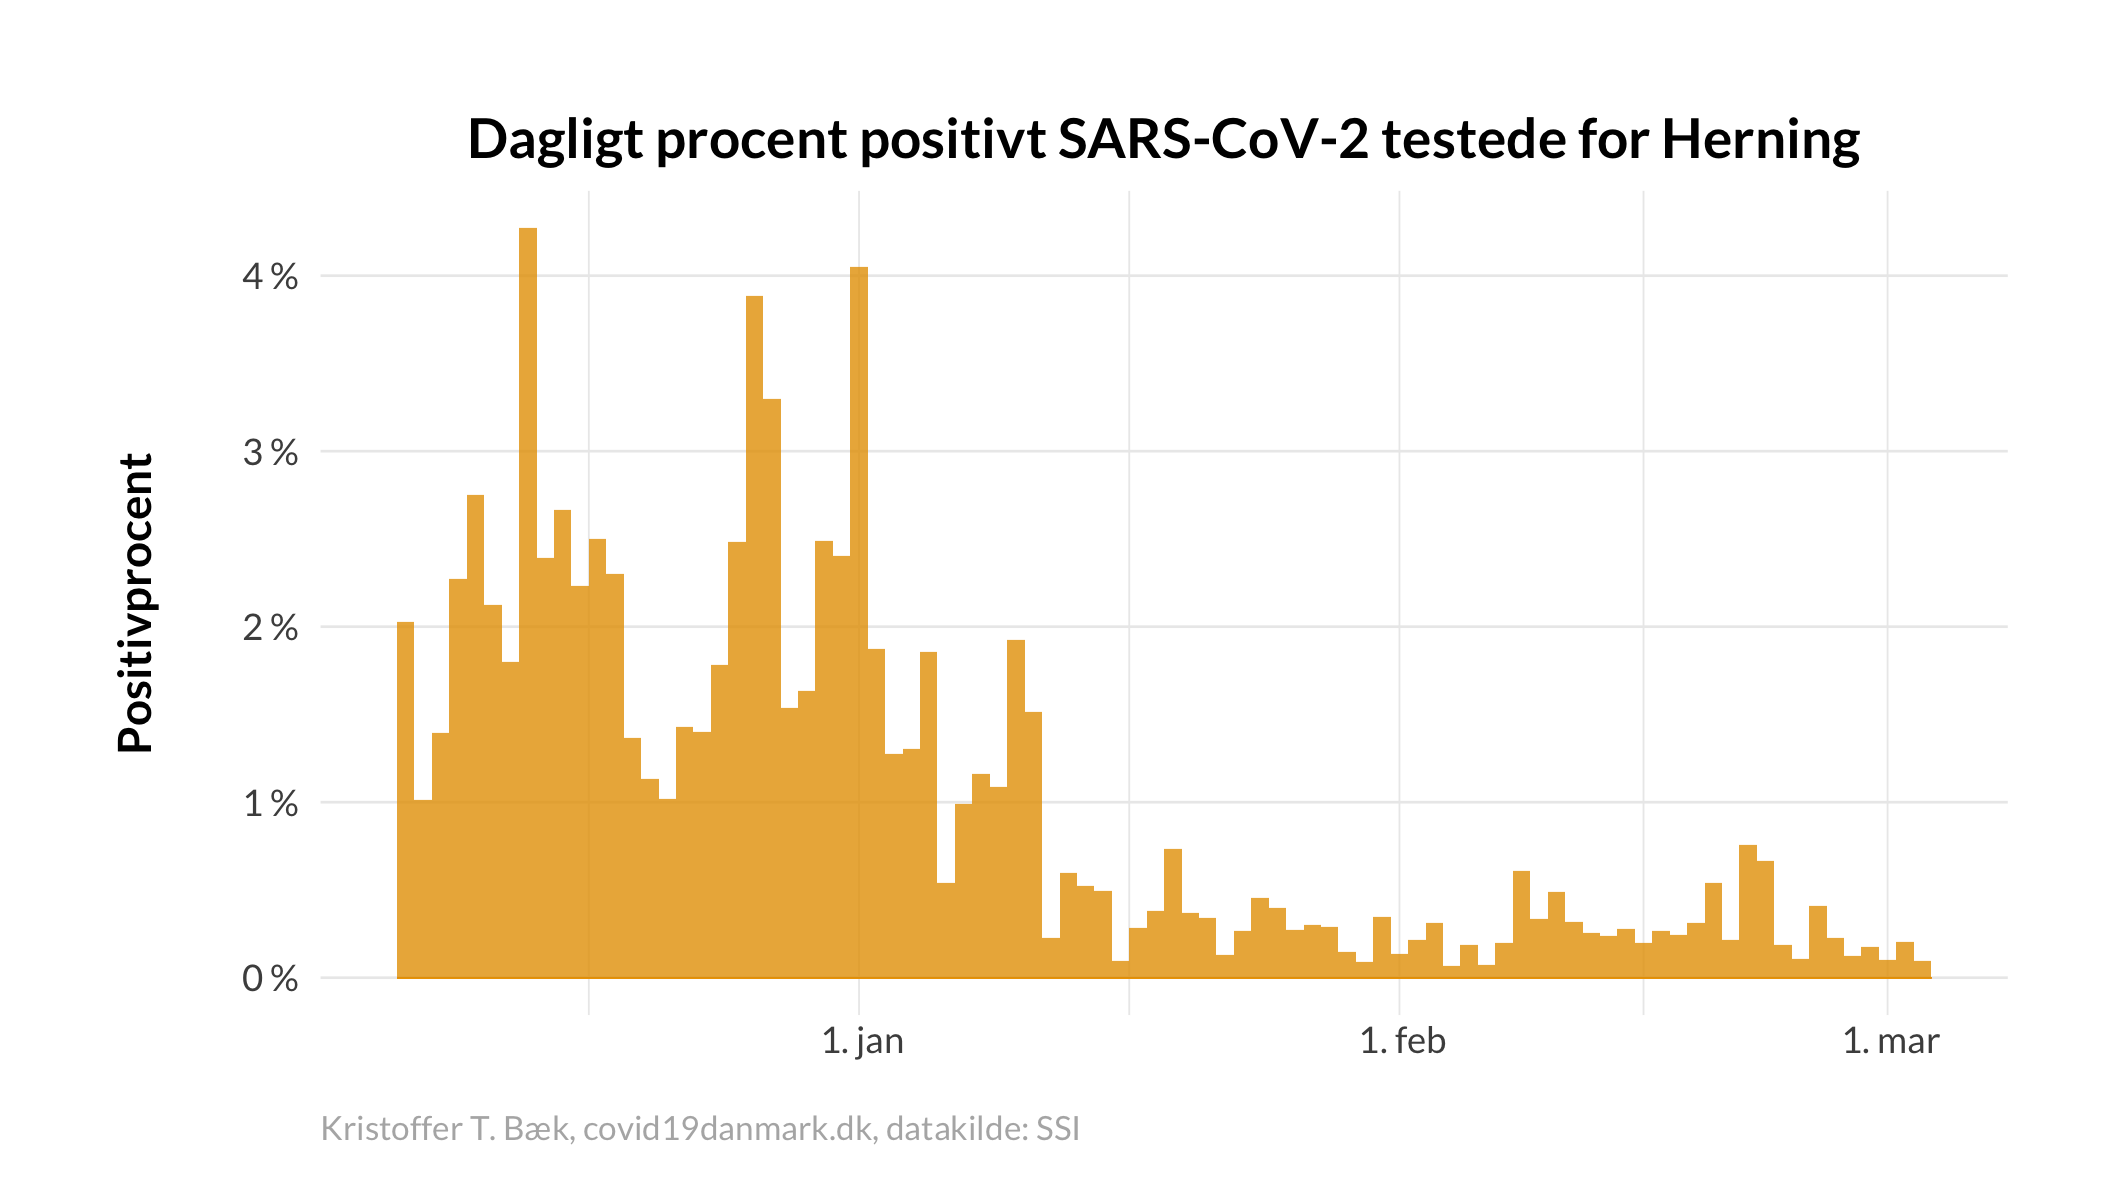 Dagligt procent positivt SARS-CoV-2 testede for Herning
Positivprocent
4 %
3 %
2 %
1 %
0 %
1. jan
1. feb
1. mar
Kristoffer T. Bæk, covid19danmark.dk, datakilde: SSI